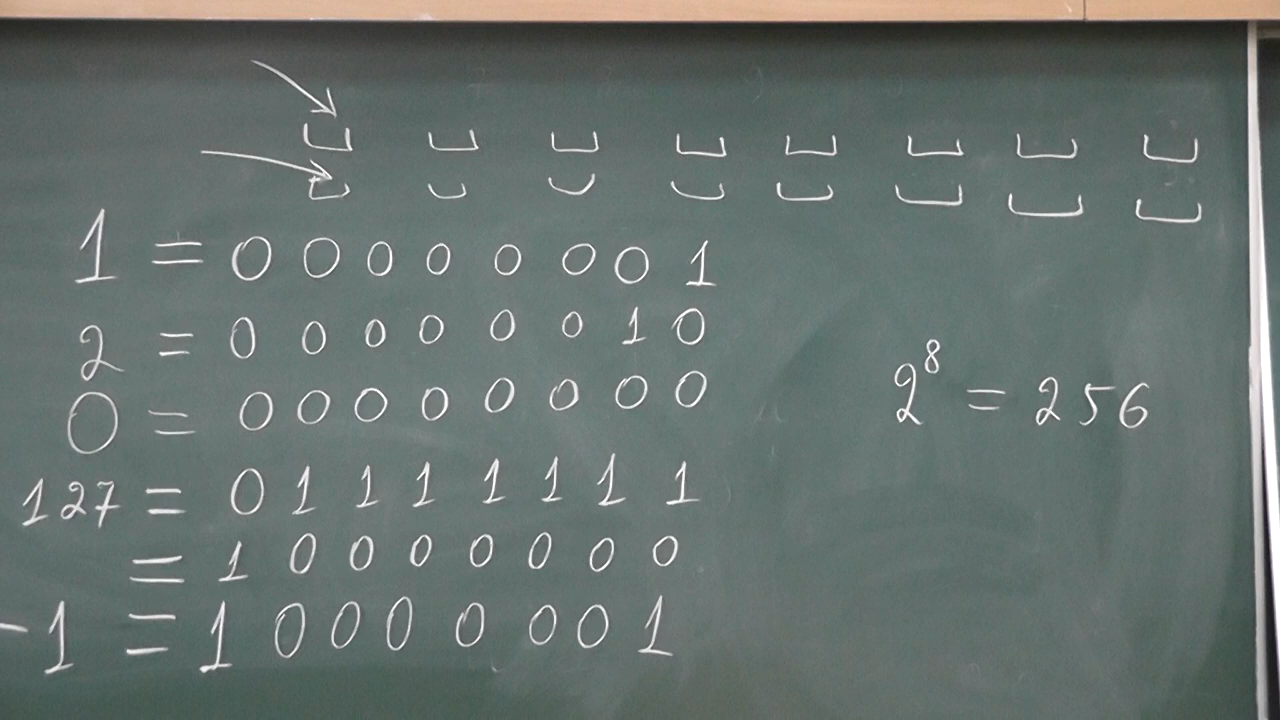 1 = 0 0 0 0 0 0 0 1
2 = 0 0 0 0 0 0 1 0
0 = 0 0 0 0 0 0 0 0
2⁸ = 256
127 = 0 1 1 1 1 1 1 1
= 1 0 0 0 0 0 0 0
-1 = 1 0 0 0 0 0 0 1